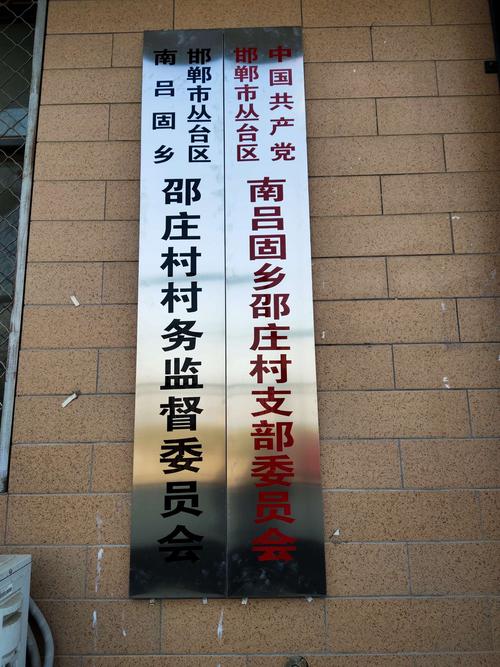 中国共产党
邯郸市丛台区
南吕固乡邵庄村支部委员会
邯郸市丛台区
南吕固乡
邵庄村村务监督委员会